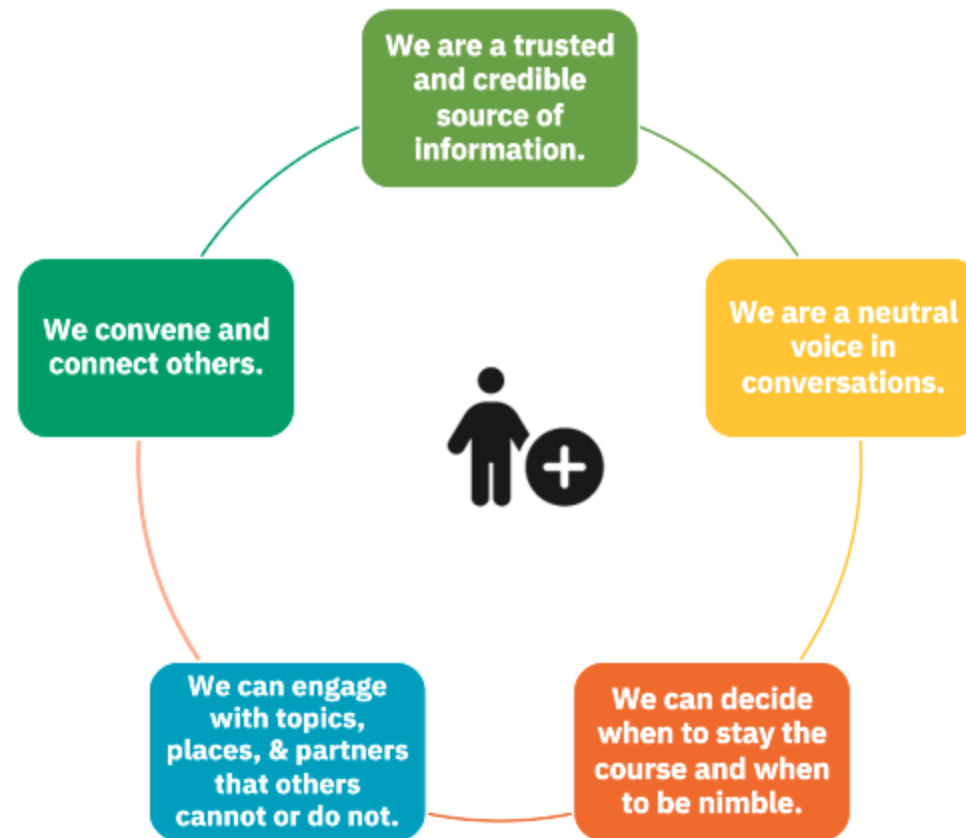 We are a trusted
and credible
source of
information.
We are a neutral
voice in
conversations.
We can decide
when to stay the
course and when
to be nimble.
We can engage
with topics,
places, & partners
that others
cannot or do not.
We convene and
connect others.